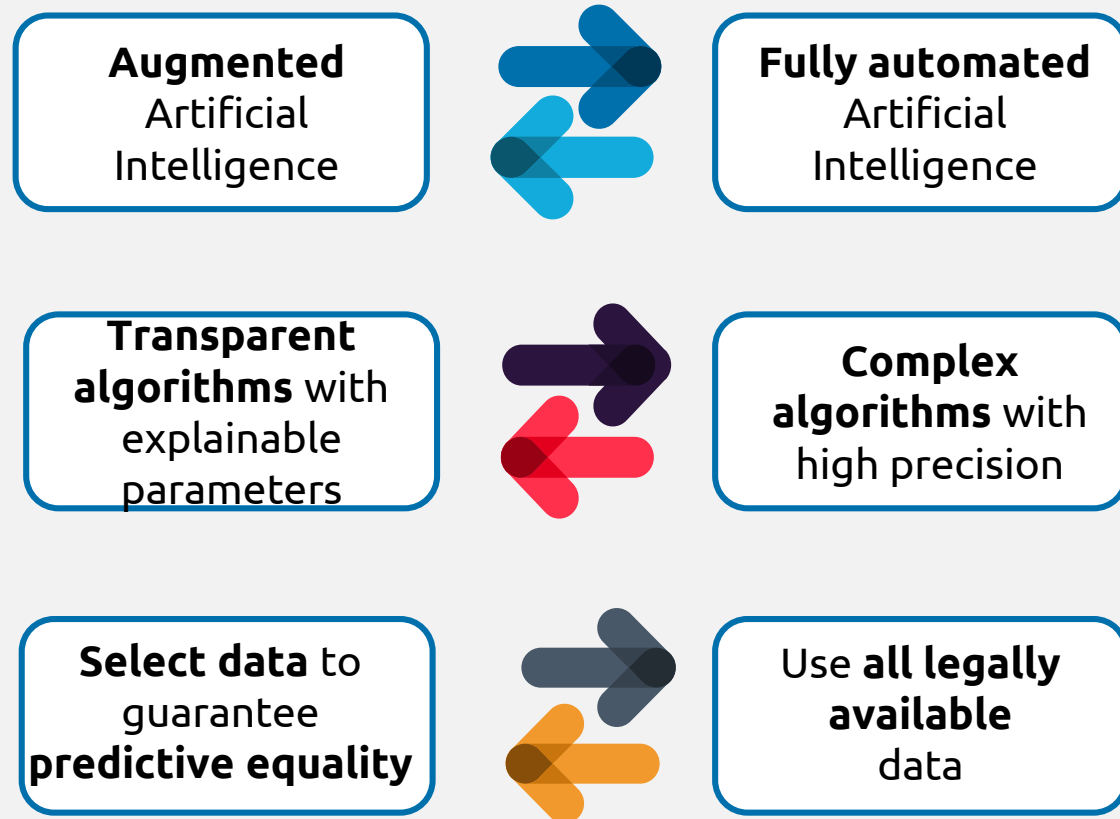 Augmented
Artificial
Intelligence
Fully automated
Artificial
Intelligence
Transparent
algorithms with
explainable
parameters
Complex
algorithms with
high precision
Select data to
guarantee
predictive equality
Use all legally
available
data